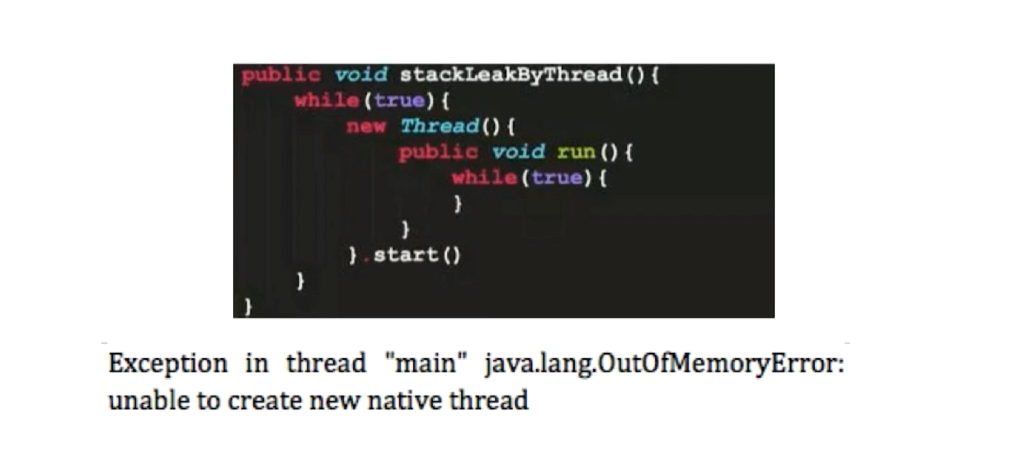 public void stackLeakByThread(){
while(true){
new Thread(){
public void run(){
while(true){
}
}
}.start()
}
}
Exception in thread "main" java.lang.OutOfMemoryError:
unable to create new native thread